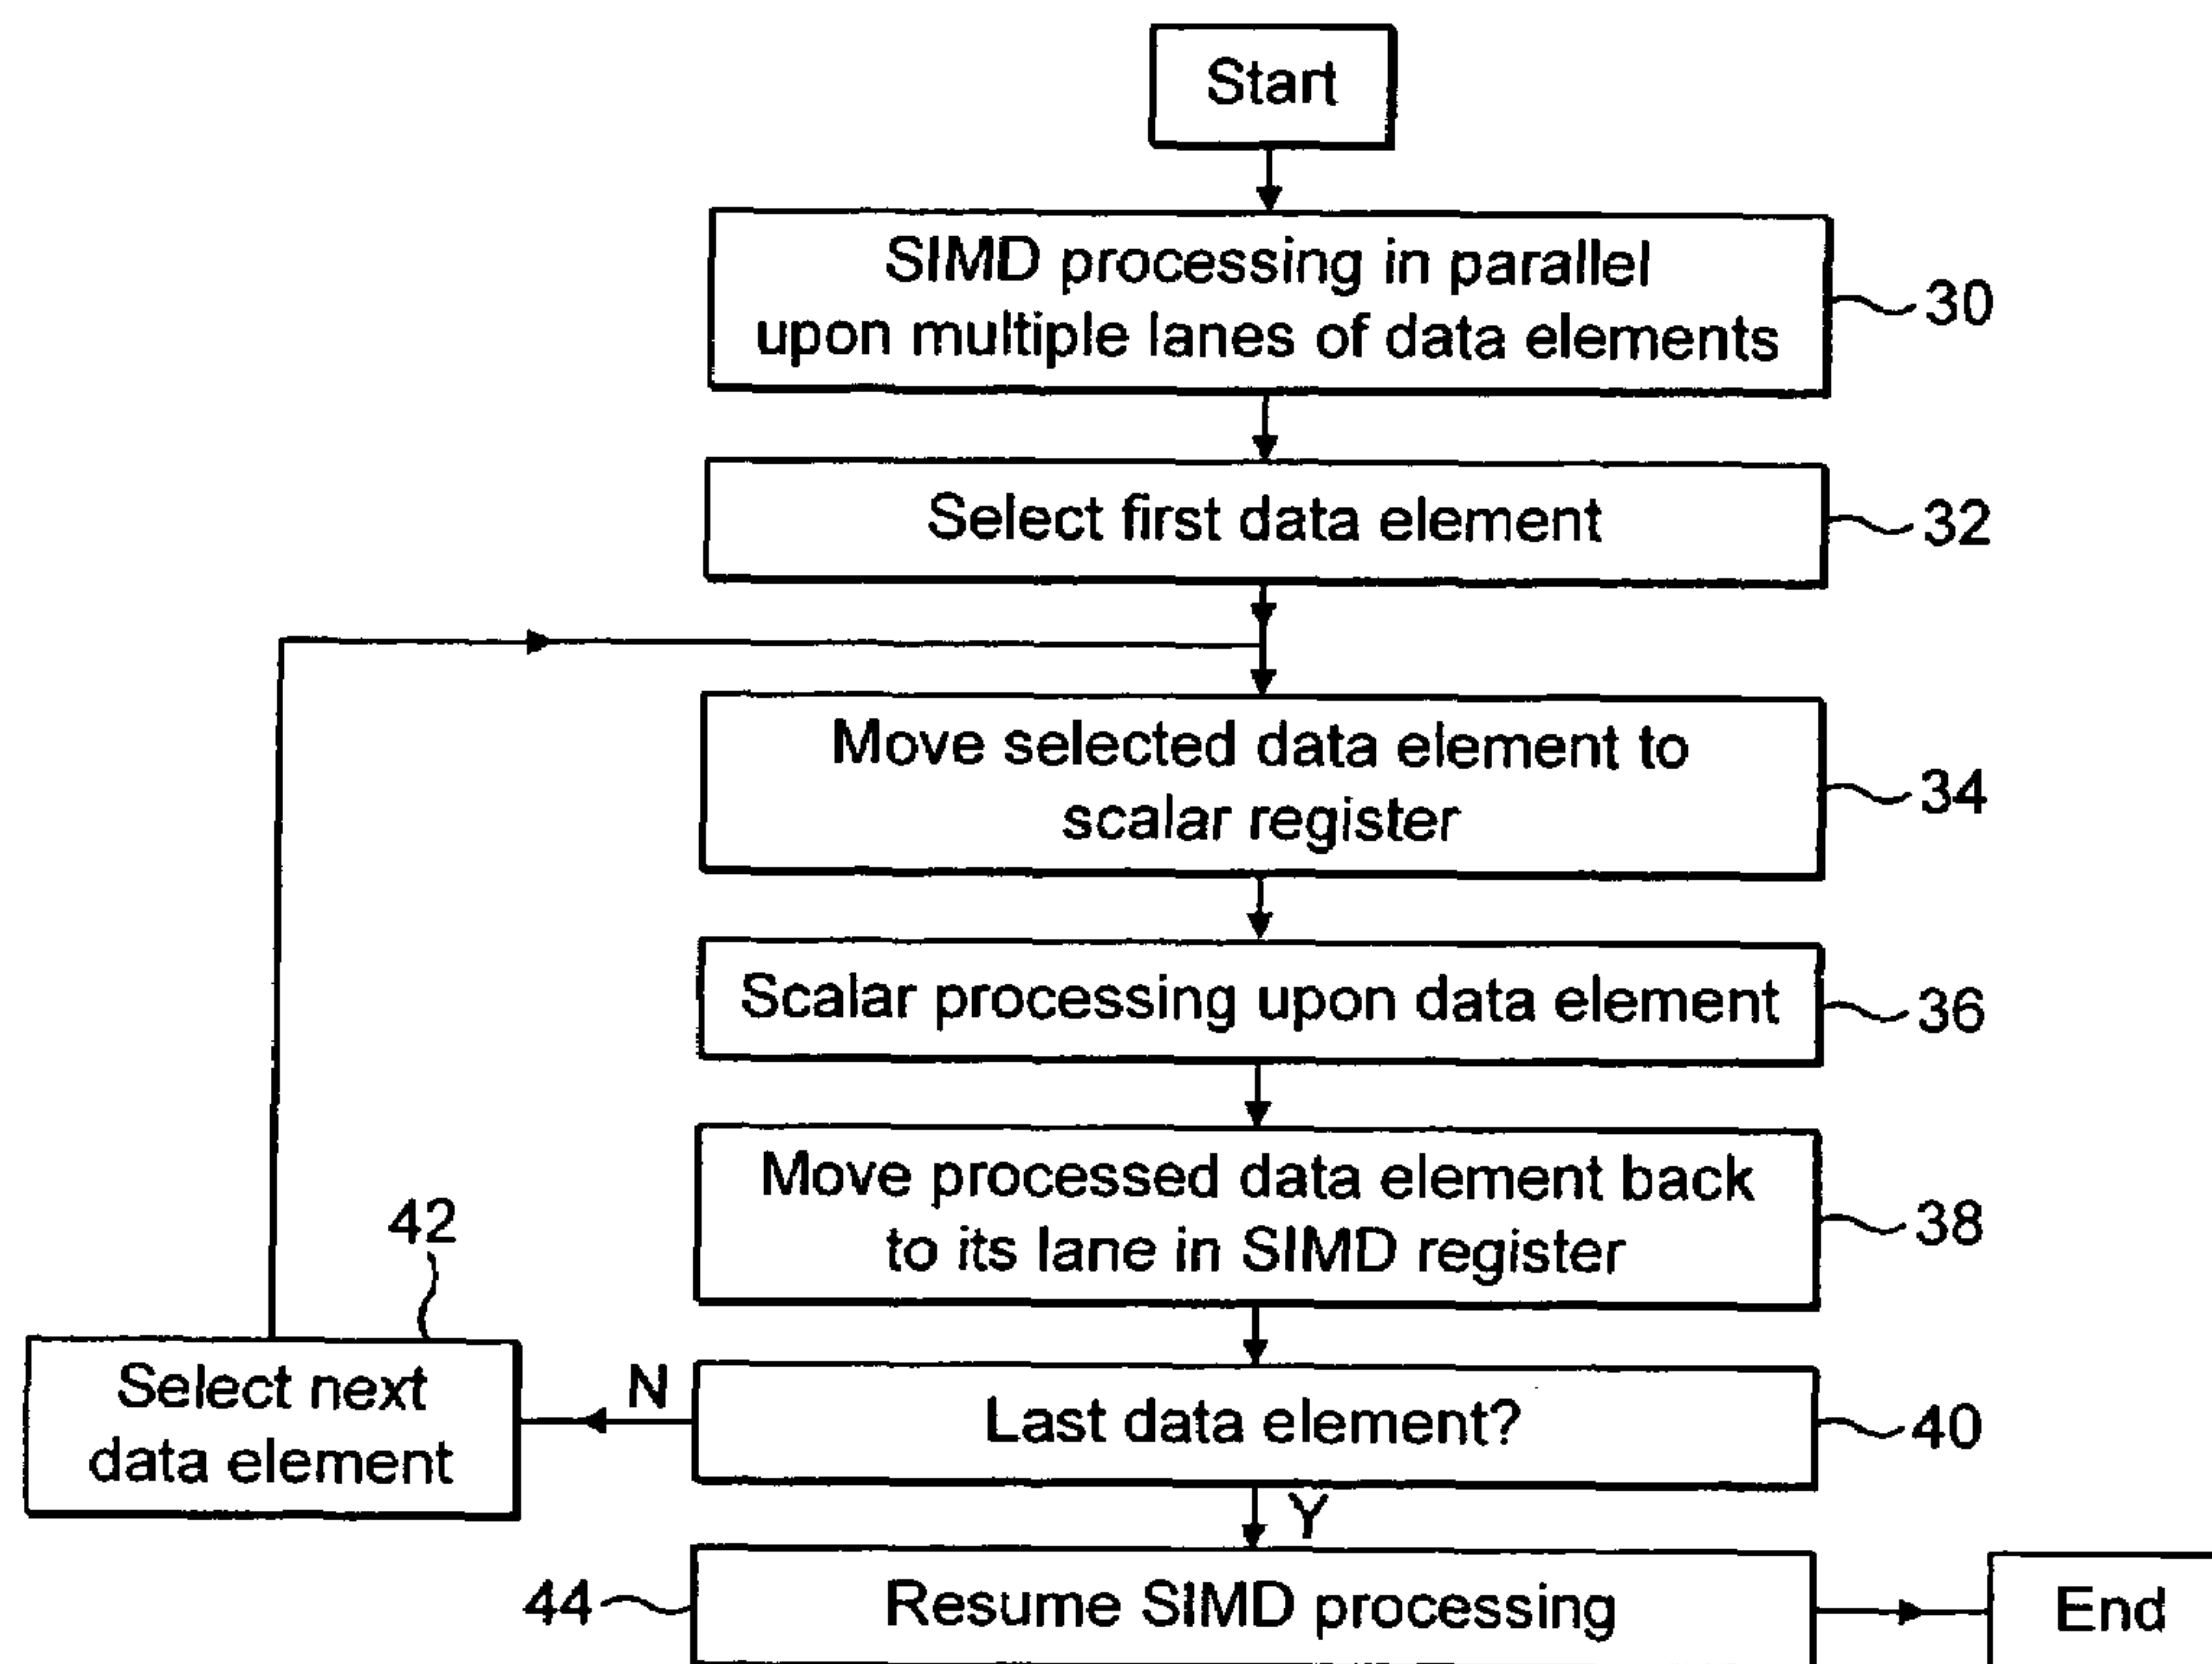 Start
SIMD processing in parallel
upon multiple lanes of data elements
30
Select first data element
32
Move selected data element to
scalar register
34
Scalar processing upon data element
36
Move processed data element back
to its lane in SIMD register
38
42
Select next
data element
N
Last data element?
40
Y
44
Resume SIMD processing
End